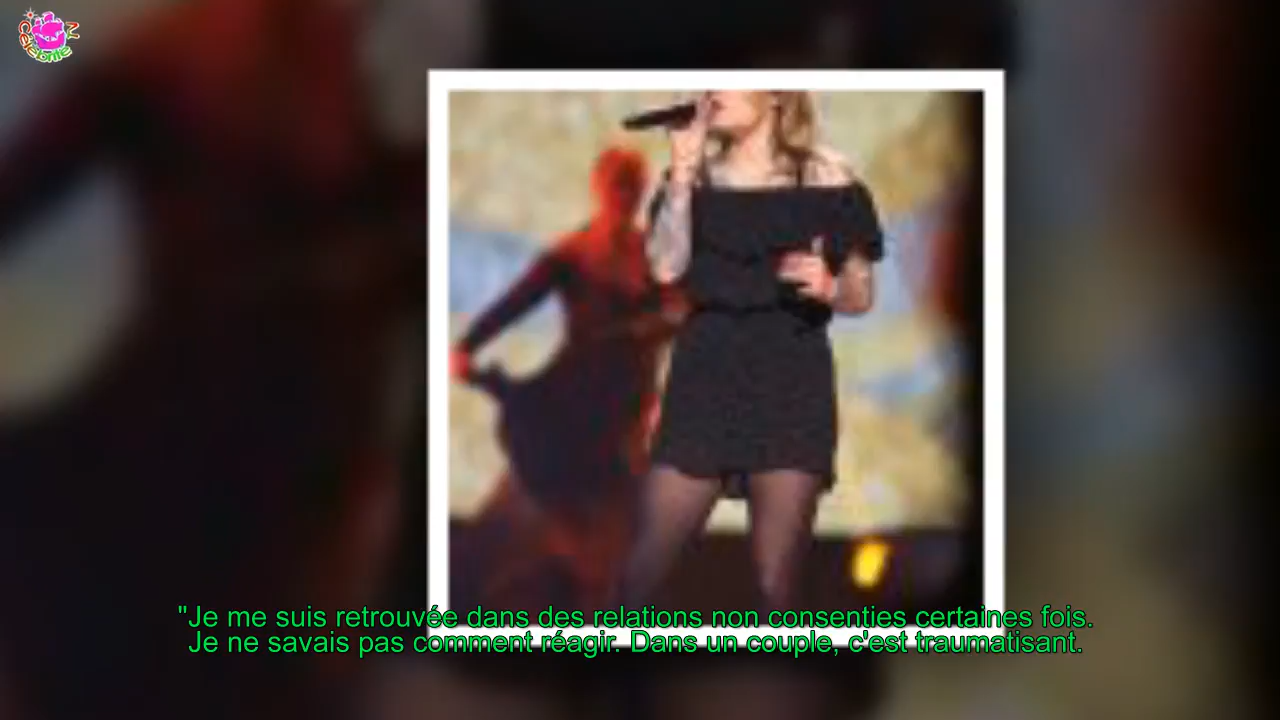 Célébrité Z
"Je me suis retrouvée dans des relations non consenties certaines fois.
Je ne savais pas comment réagir. Dans un couple, c'est traumatisant.